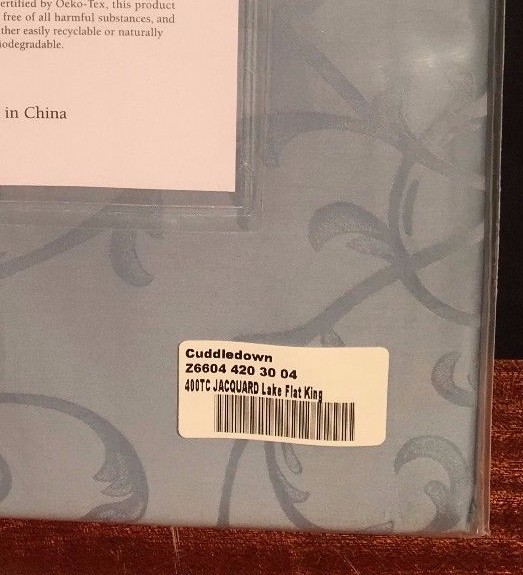 ertified by Oeko-Tex, this product
free of all harmful substances, and
ther easily recyclable or naturally
iodegradable.
in China
Cuddledown
Z6604 420 30 04
400TC JACQUARD Lake Flat King